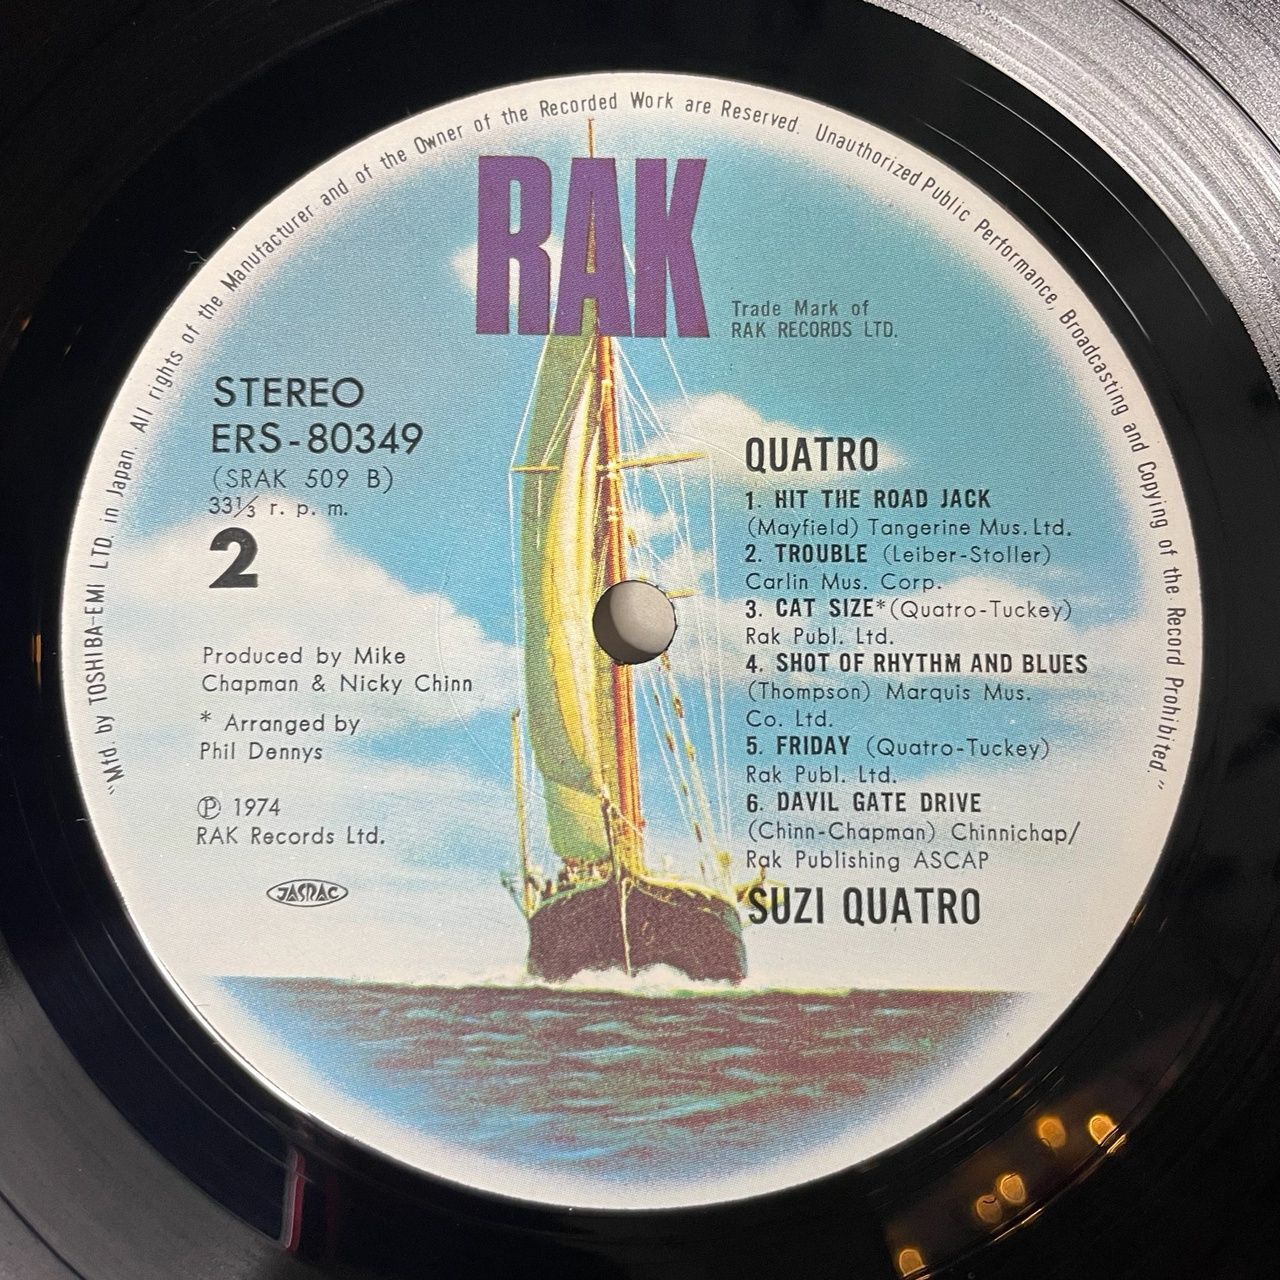 "Mfd. by TOSHIBA-EMI LTD. in Japan. All rights of the Manufacturer and of the Owner of the Recorded Work are Reserved. Unauthorized Public Performance, Broadcasting and Copying of the Record Prohibited."
RAK
Trade Mark of
RAK RECORDS LTD.
STEREO
ERS-80349
(SRAK 509 B)
33⅓ r. p. m.
2
Produced by Mike
Chapman & Nicky Chinn
* Arranged by
Phil Dennys
℗ 1974
RAK Records Ltd.
JASRAC
QUATRO
1. HIT THE ROAD JACK
(Mayfield) Tangerine Mus. Ltd.
2. TROUBLE (Leiber-Stoller)
Carlin Mus. Corp.
3. CAT SIZE*(Quatro-Tuckey)
Rak Publ. Ltd.
4. SHOT OF RHYTHM AND BLUES
(Thompson) Marquis Mus.
Co. Ltd.
5. FRIDAY (Quatro-Tuckey)
Rak Publ. Ltd.
6. DAVIL GATE DRIVE
(Chinn-Chapman) Chinnichap/
Rak Publishing ASCAP
SUZI QUATRO